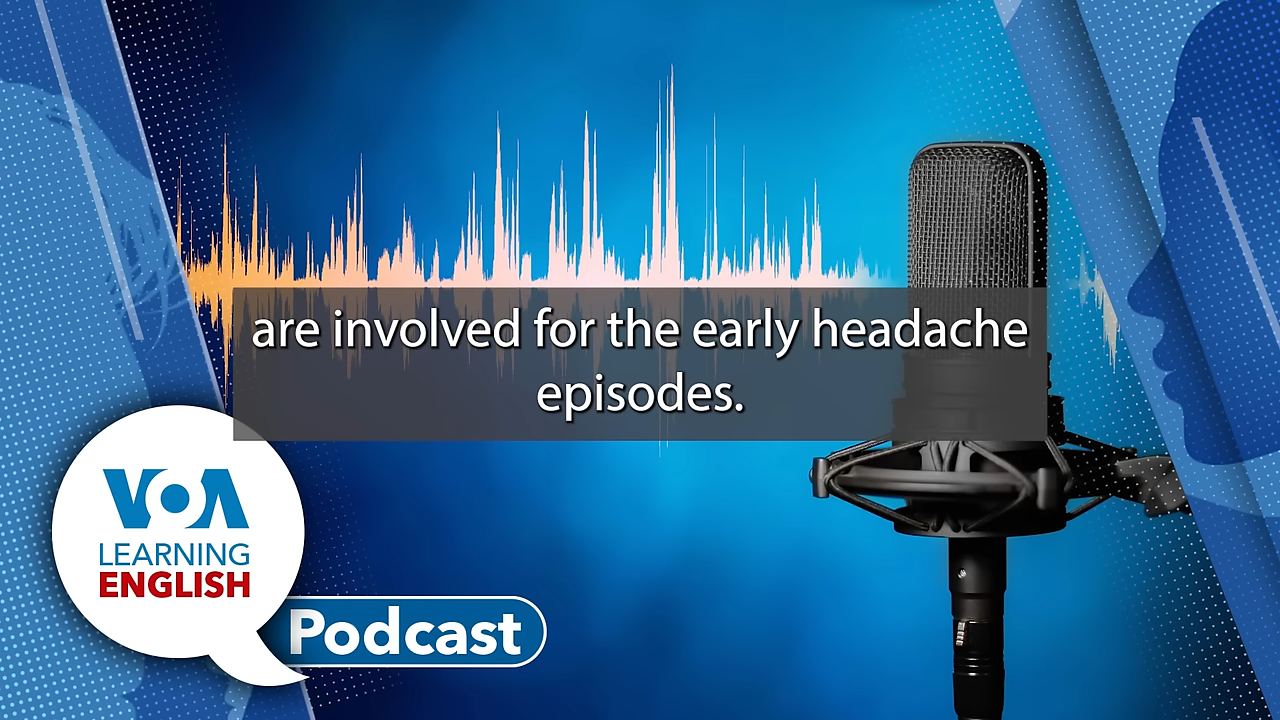 are involved for the early headache
episodes.
VOA
LEARNING
ENGLISH
Podcast